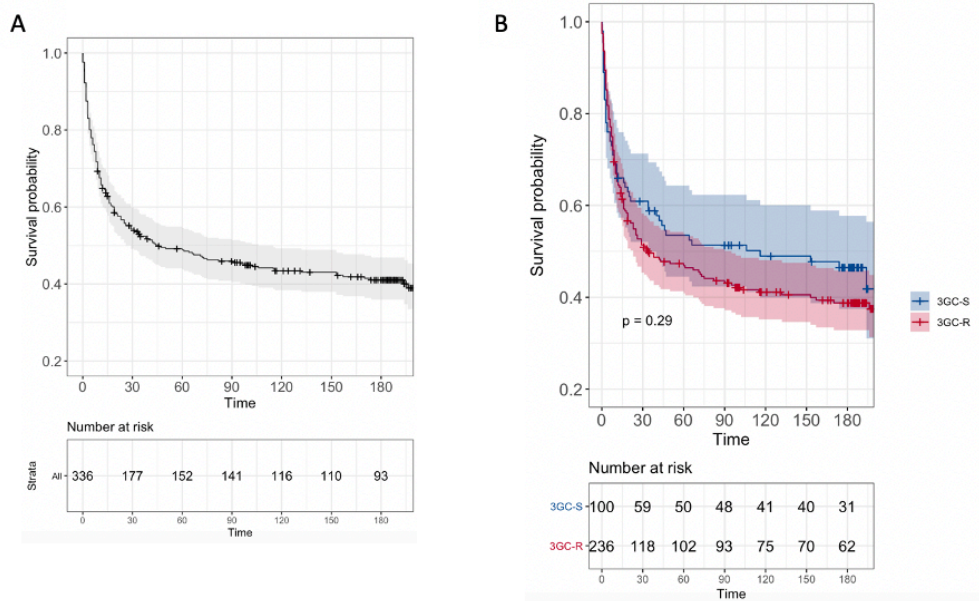 A
Survival probability
1.0
0.8
0.6
0.4
0.2
0 30 60 90 120 150 180
Time
Number at risk
Strata
All 336 177 152 141 116 110 93
0 30 60 90 120 150 180
Time
B
Survival probability
1.0
0.8
0.6
0.4
0.2
p = 0.29
0 30 60 90 120 150 180
Time
3GC-S
3GC-R
Number at risk
3GC-S 100 59 50 48 41 40 31
3GC-R 236 118 102 93 75 70 62
0 30 60 90 120 150 180
Time